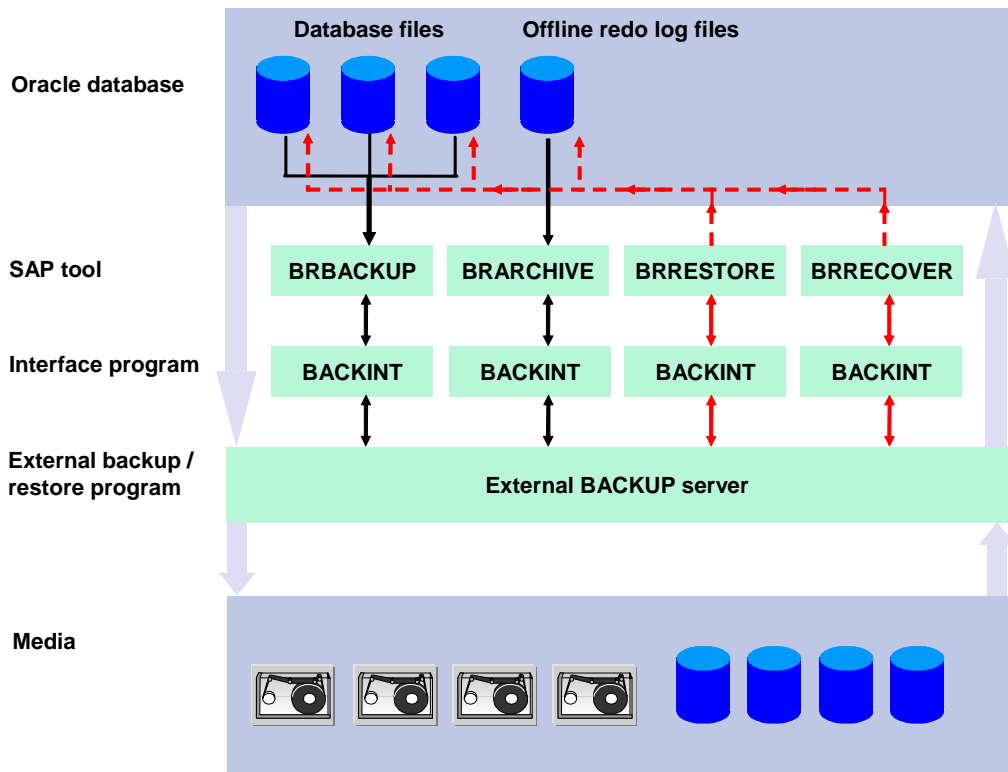 Database files
Offline redo log files
Oracle database
SAP tool
BRBACKUP
BRARCHIVE
BRRESTORE
BRRECOVER
Interface program
BACKINT
BACKINT
BACKINT
BACKINT
External backup /
restore program
External BACKUP server
Media